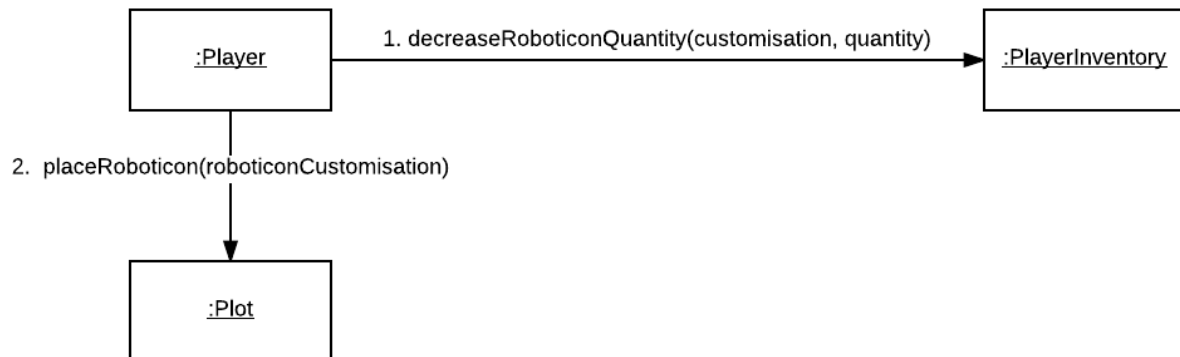 1. decreaseRoboticonQuantity(customisation, quantity)
:Player
:PlayerInventory
2. placeRoboticon(roboticonCustomisation)
:Plot